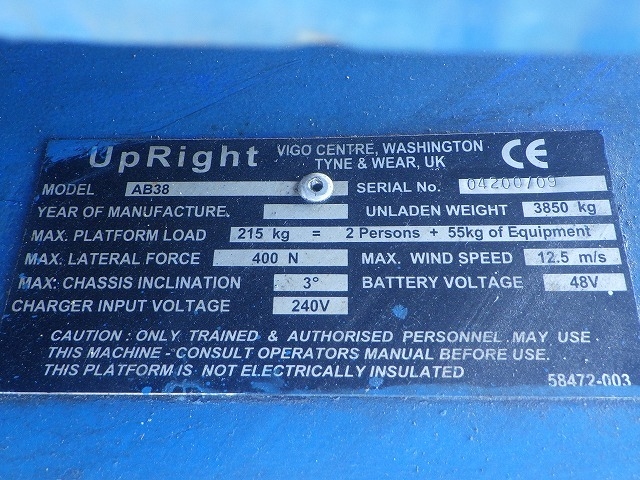 UpRight VIGO CENTRE, WASHINGTON
TYNE & WEAR, UK CE
MODEL AB38 SERIAL No. 04200709
YEAR OF MANUFACTURE. UNLADEN WEIGHT 3850 kg
MAX. PLATFORM LOAD 215 kg = 2 Persons + 55kg of Equipment
MAX. LATERAL FORCE 400 N MAX. WIND SPEED 12.5 m/s
MAX. CHASSIS INCLINATION 3° BATTERY VOLTAGE 48V
CHARGER INPUT VOLTAGE 240V
CAUTION : ONLY TRAINED & AUTHORISED PERSONNEL MAY USE
THIS MACHINE - CONSULT OPERATORS MANUAL BEFORE USE.
THIS PLATFORM IS NOT ELECTRICALLY INSULATED
58472-003